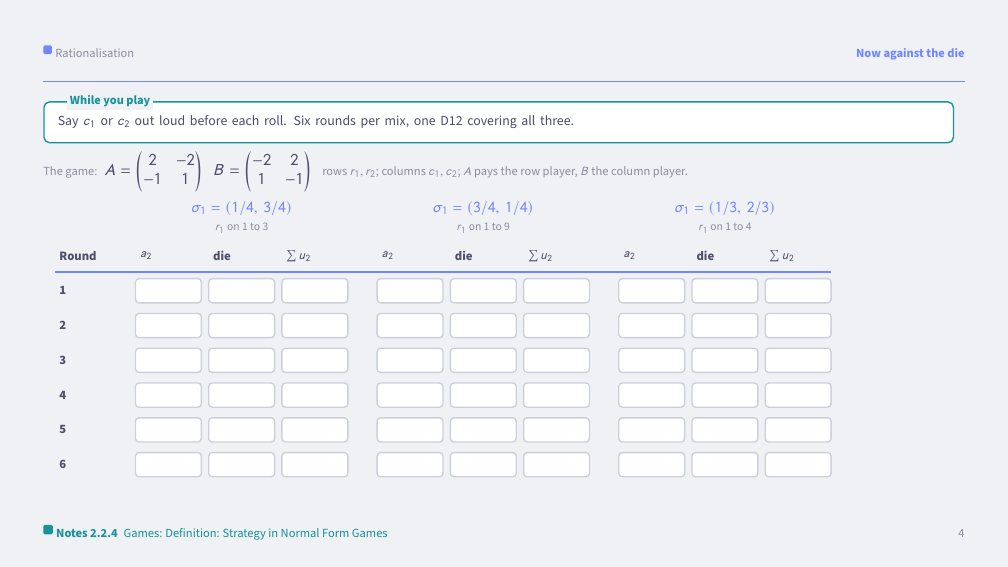 Rationalisation
Now against the die
While you play
Say c₁ or c₂ out loud before each roll. Six rounds per mix, one D12 covering all three.
The game: A = (2 −2 −1 1) B = (−2 2 1 −1) rows r₁, r₂; columns c₁, c₂; A pays the row player, B the column player.
σ₁ = (1/4, 3/4) σ₁ = (3/4, 1/4) σ₁ = (1/3, 2/3)
r₁ on 1 to 3 r₁ on 1 to 9 r₁ on 1 to 4
Round a₂ die ∑ u₂ a₂ die ∑ u₂ a₂ die ∑ u₂
1
2
3
4
5
6
Notes 2.2.4 Games: Definition: Strategy in Normal Form Games
4